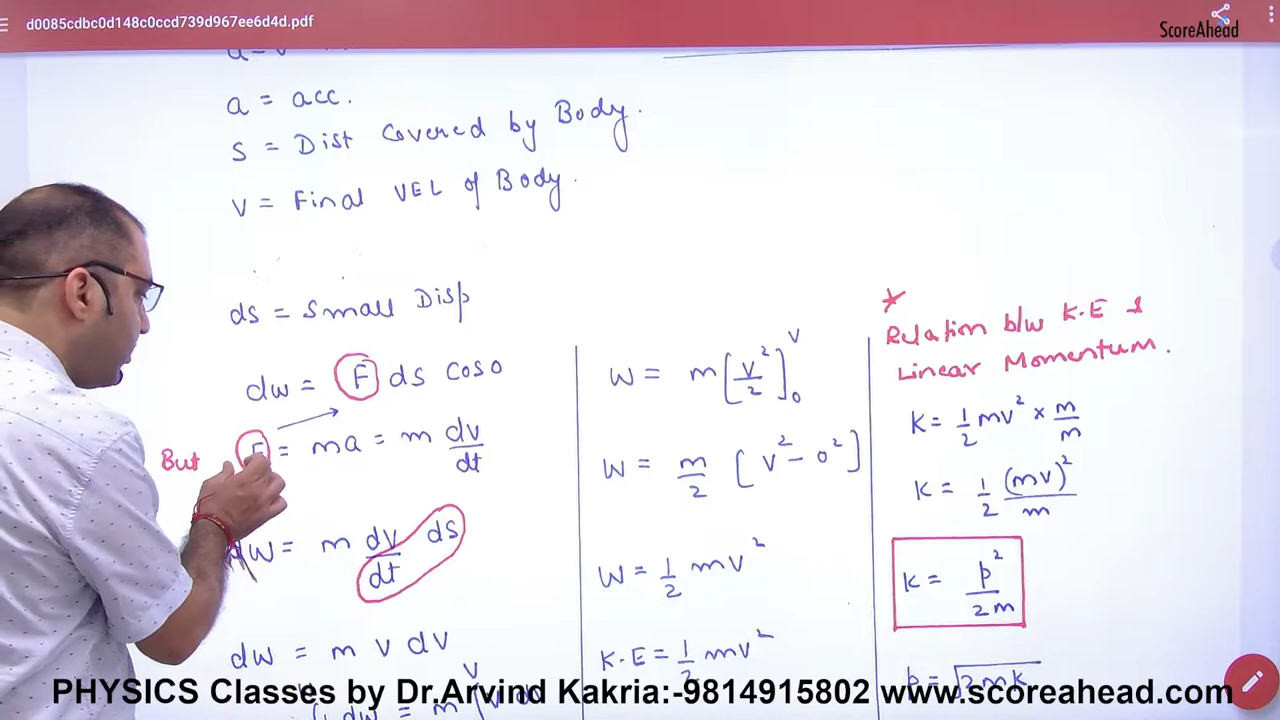 d0085cdbc0d148c0ccd739d967ee6d4d.pdf
ScoreAhead
a = acc.
S = Dist Covered by Body.
V = Final VEL of Body.
ds = Small Disp
dw = F ds cos0
But F = ma = m dv/dt
dw = m dv/dt ds
dw = m v dv
W = m [v²/2]₀ⱽ
W = m/2 [v² - 0²]
W = 1/2 mv²
K.E = 1/2 mv²
★
Relation b/w K.E &
Linear Momentum.
K = 1/2 mv² × m/m
K = 1/2 (mv)²/m
K = p²/2m
p = √2mK
PHYSICS Classes by Dr.Arvind Kakria:-9814915802 www.scoreahead.com